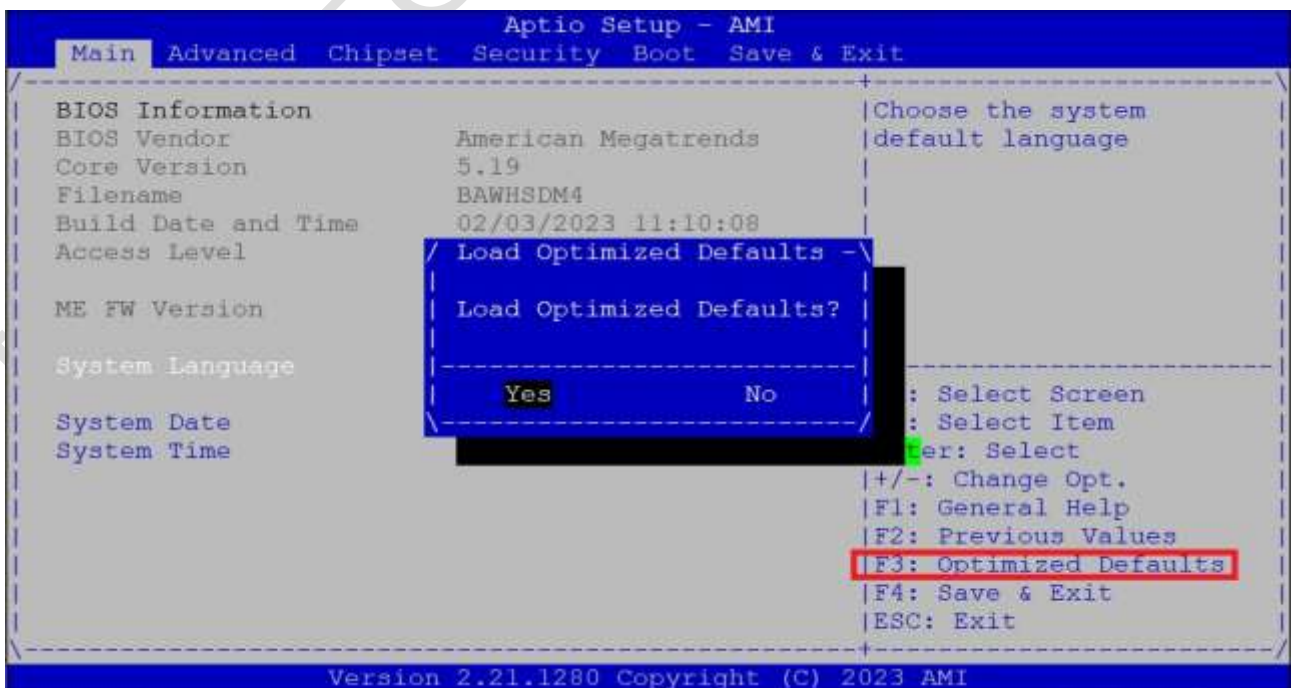 Aptio Setup - AMI
Main Advanced Chipset Security Boot Save & Exit
BIOS Information
BIOS Vendor American Megatrends
Core Version 5.19
Filename BAWHSDM4
Build Date and Time 02/03/2023 11:10:08
Access Level
ME FW Version
System Language
System Date
System Time
Load Optimized Defaults
Load Optimized Defaults?
Yes No
Choose the system
default language
: Select Screen
: Select Item
ter: Select
+/-: Change Opt.
F1: General Help
F2: Previous Values
F3: Optimized Defaults
F4: Save & Exit
ESC: Exit
Version 2.21.1280 Copyright (C) 2023 AMI